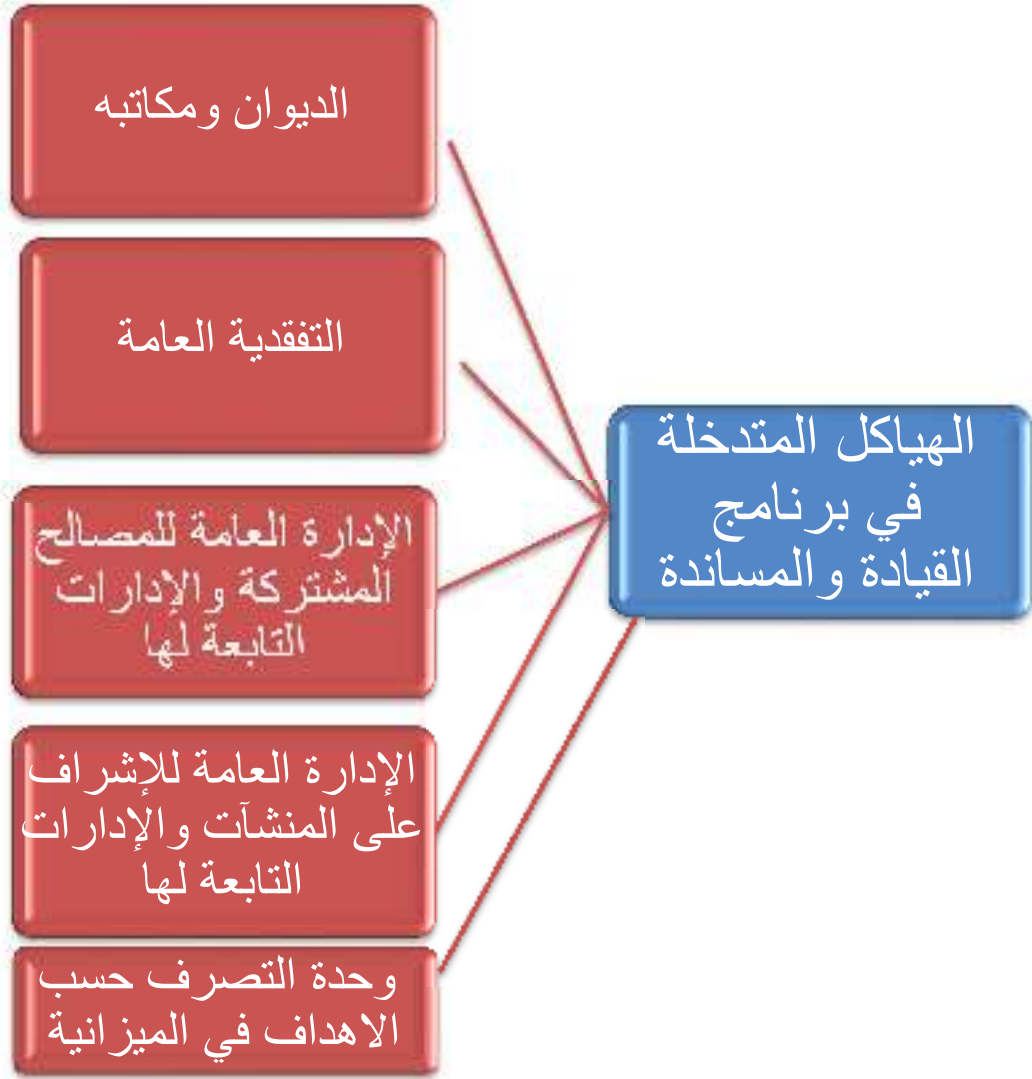 الديوان ومكاتبه
التفقدية العامة
الإدارة العامة للمصالح
المشتركة والإدارات
التابعة لها
الإدارة العامة للإشراف
على المنشآت والإدارات
التابعة لها
وحدة التصرف حسب
الاهداف في الميزانية
الهياكل المتدخلة
في برنامج
القيادة والمساندة